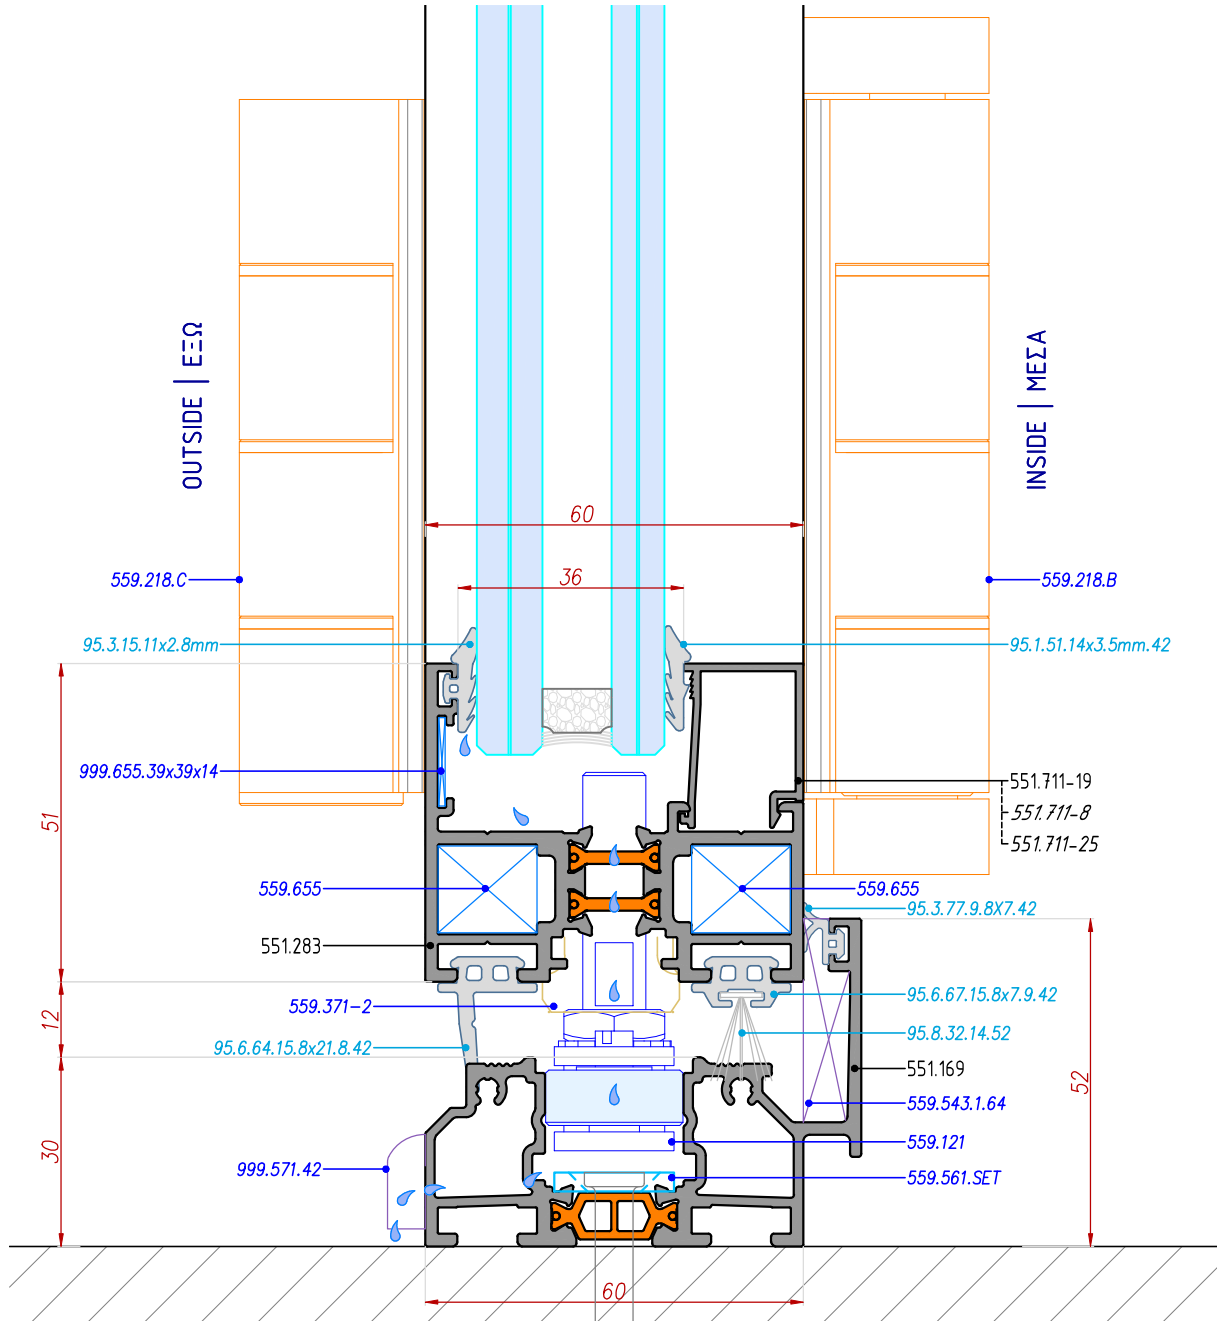 OUTSIDE | ΕΞΩ
INSIDE | ΜΕΣΑ
60
36
559.218.C
559.218.B
95.3.15.11x2.8mm
95.1.51.14x3.5mm.42
999.655.39x39x14
551.711-19
551.711-8
551.711-25
51
559.655
559.655
95.3.77.9.8X7.42
551.283
559.371-2
95.6.67.15.8x7.9.42
12
95.6.64.15.8x21.8.42
95.8.32.14.52
551.169
52
559.543.1.64
30
559.121
999.571.42
559.561.SET
60